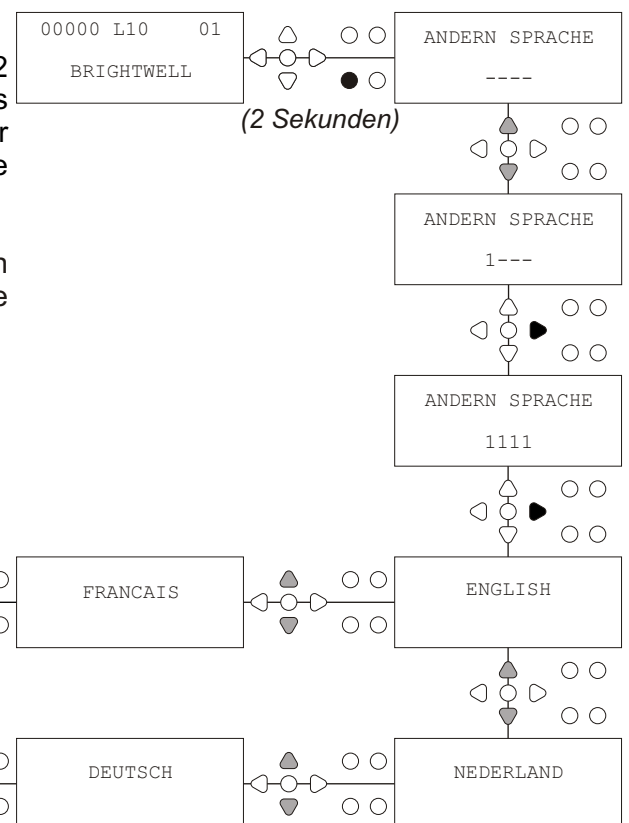 00000 L10 01
BRIGHTWELL
(2 Sekunden)
ANDERN SPRACHE
----
ANDERN SPRACHE
1---
ANDERN SPRACHE
1111
FRANCAIS
ENGLISH
DEUTSCH
NEDERLAND